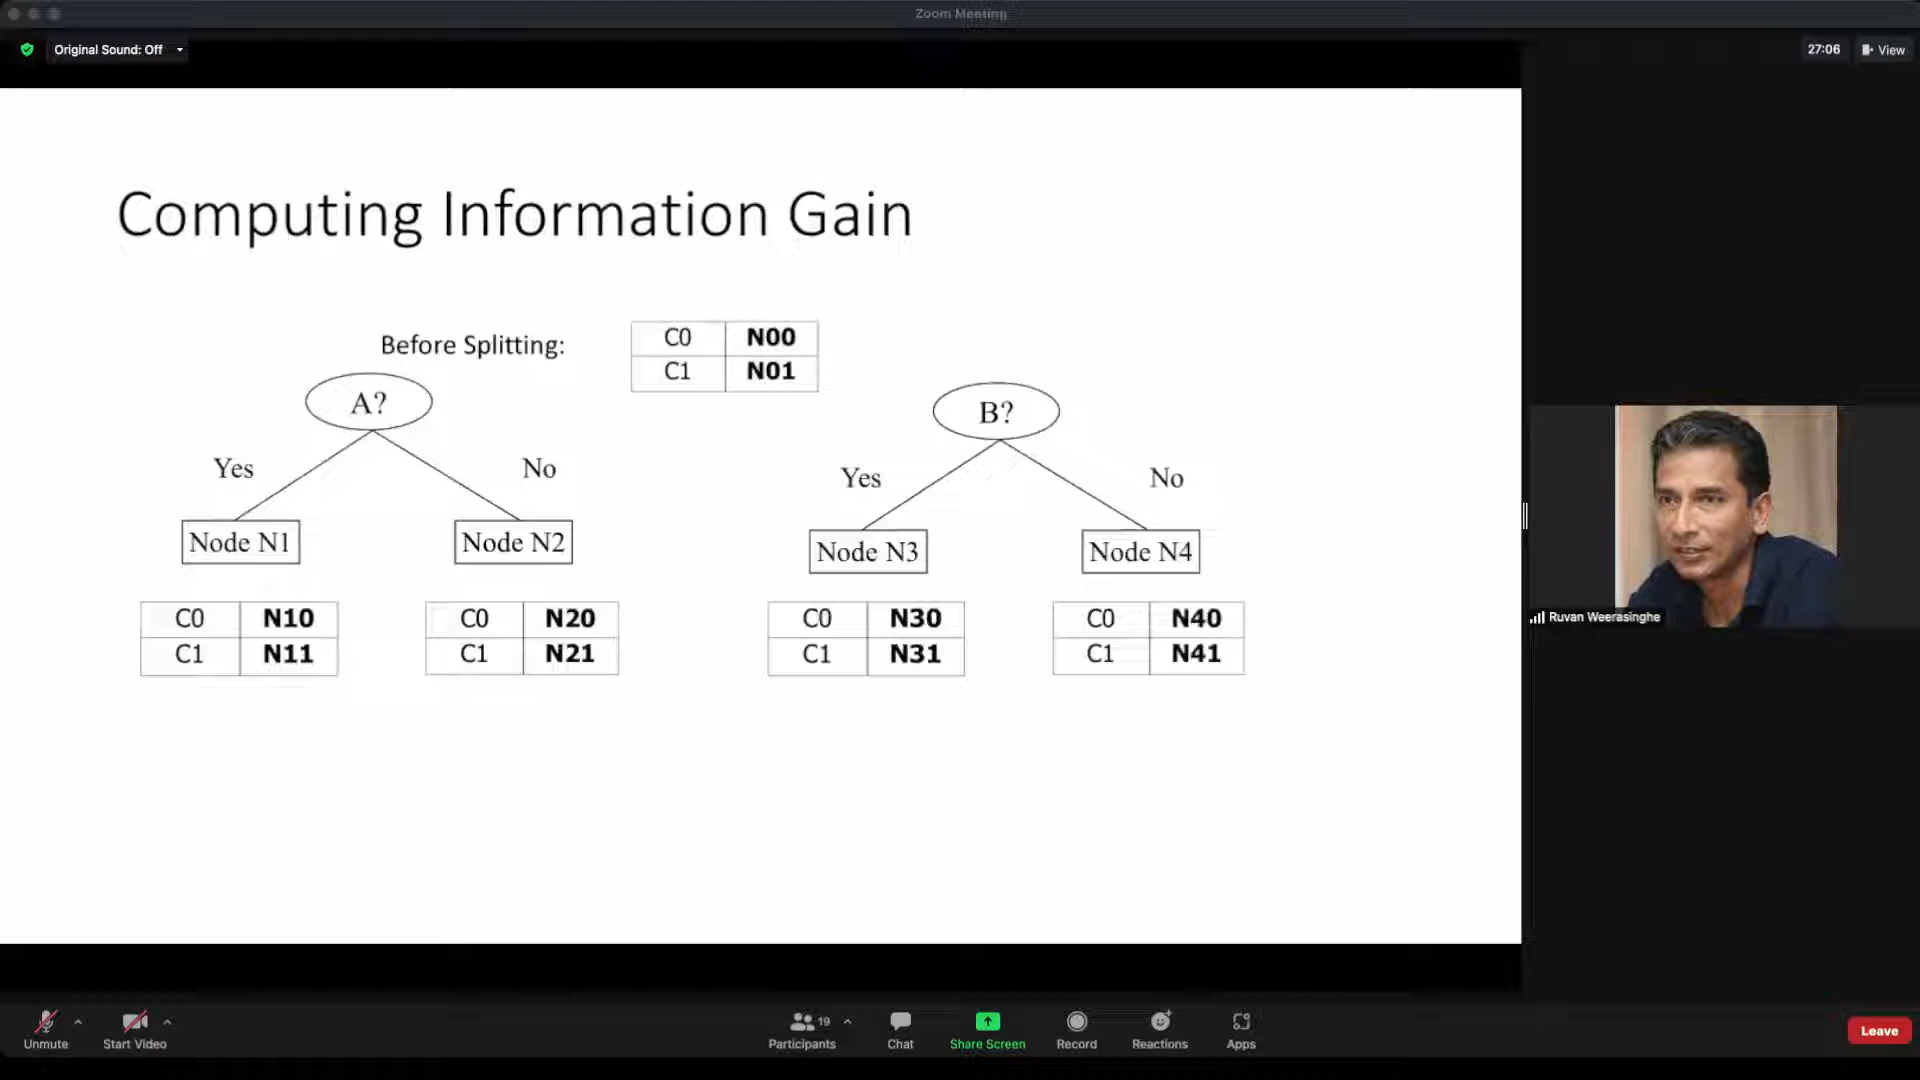 Zoom Meeting
Original Sound: Off
27:06
View
Computing Information Gain
Before Splitting:
C0 N00
C1 N01
A?
B?
Yes
No
Yes
No
Node N1
Node N2
Node N3
Node N4
C0 N10
C1 N11
C0 N20
C1 N21
C0 N30
C1 N31
C0 N40
C1 N41
Ruvan Weerasinghe
Unmute
Start Video
19
Participants
Chat
Share Screen
Record
Reactions
Apps
Leave